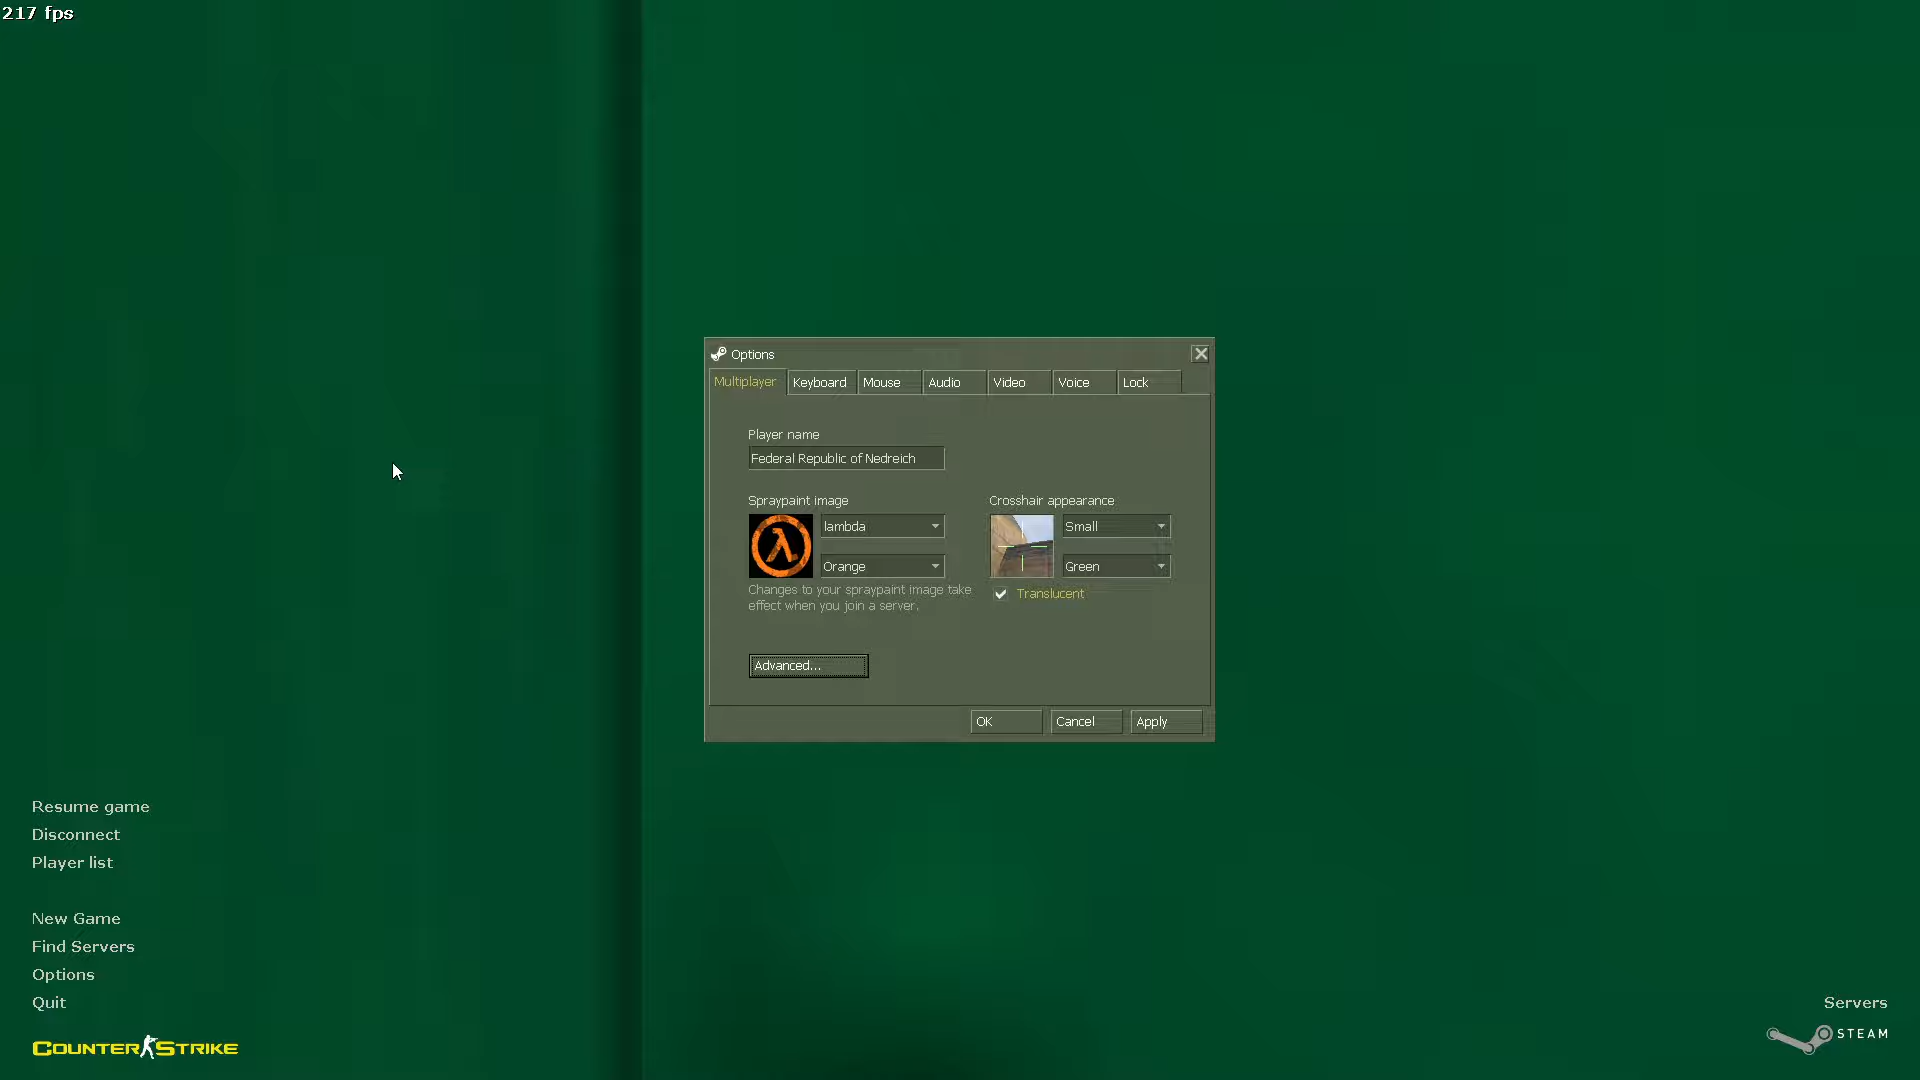 217 fps
Options
Multiplayer Keyboard Mouse Audio Video Voice Lock
Player name
Federal Republic of Nedreich
Spraypaint image
lambda
Orange
Changes to your spraypaint image take
effect when you join a server.
Crosshair appearance
Small
Green
Translucent
Advanced...
OK Cancel Apply
Resume game
Disconnect
Player list
New Game
Find Servers
Options
Quit
COUNTER STRIKE
Servers
STEAM